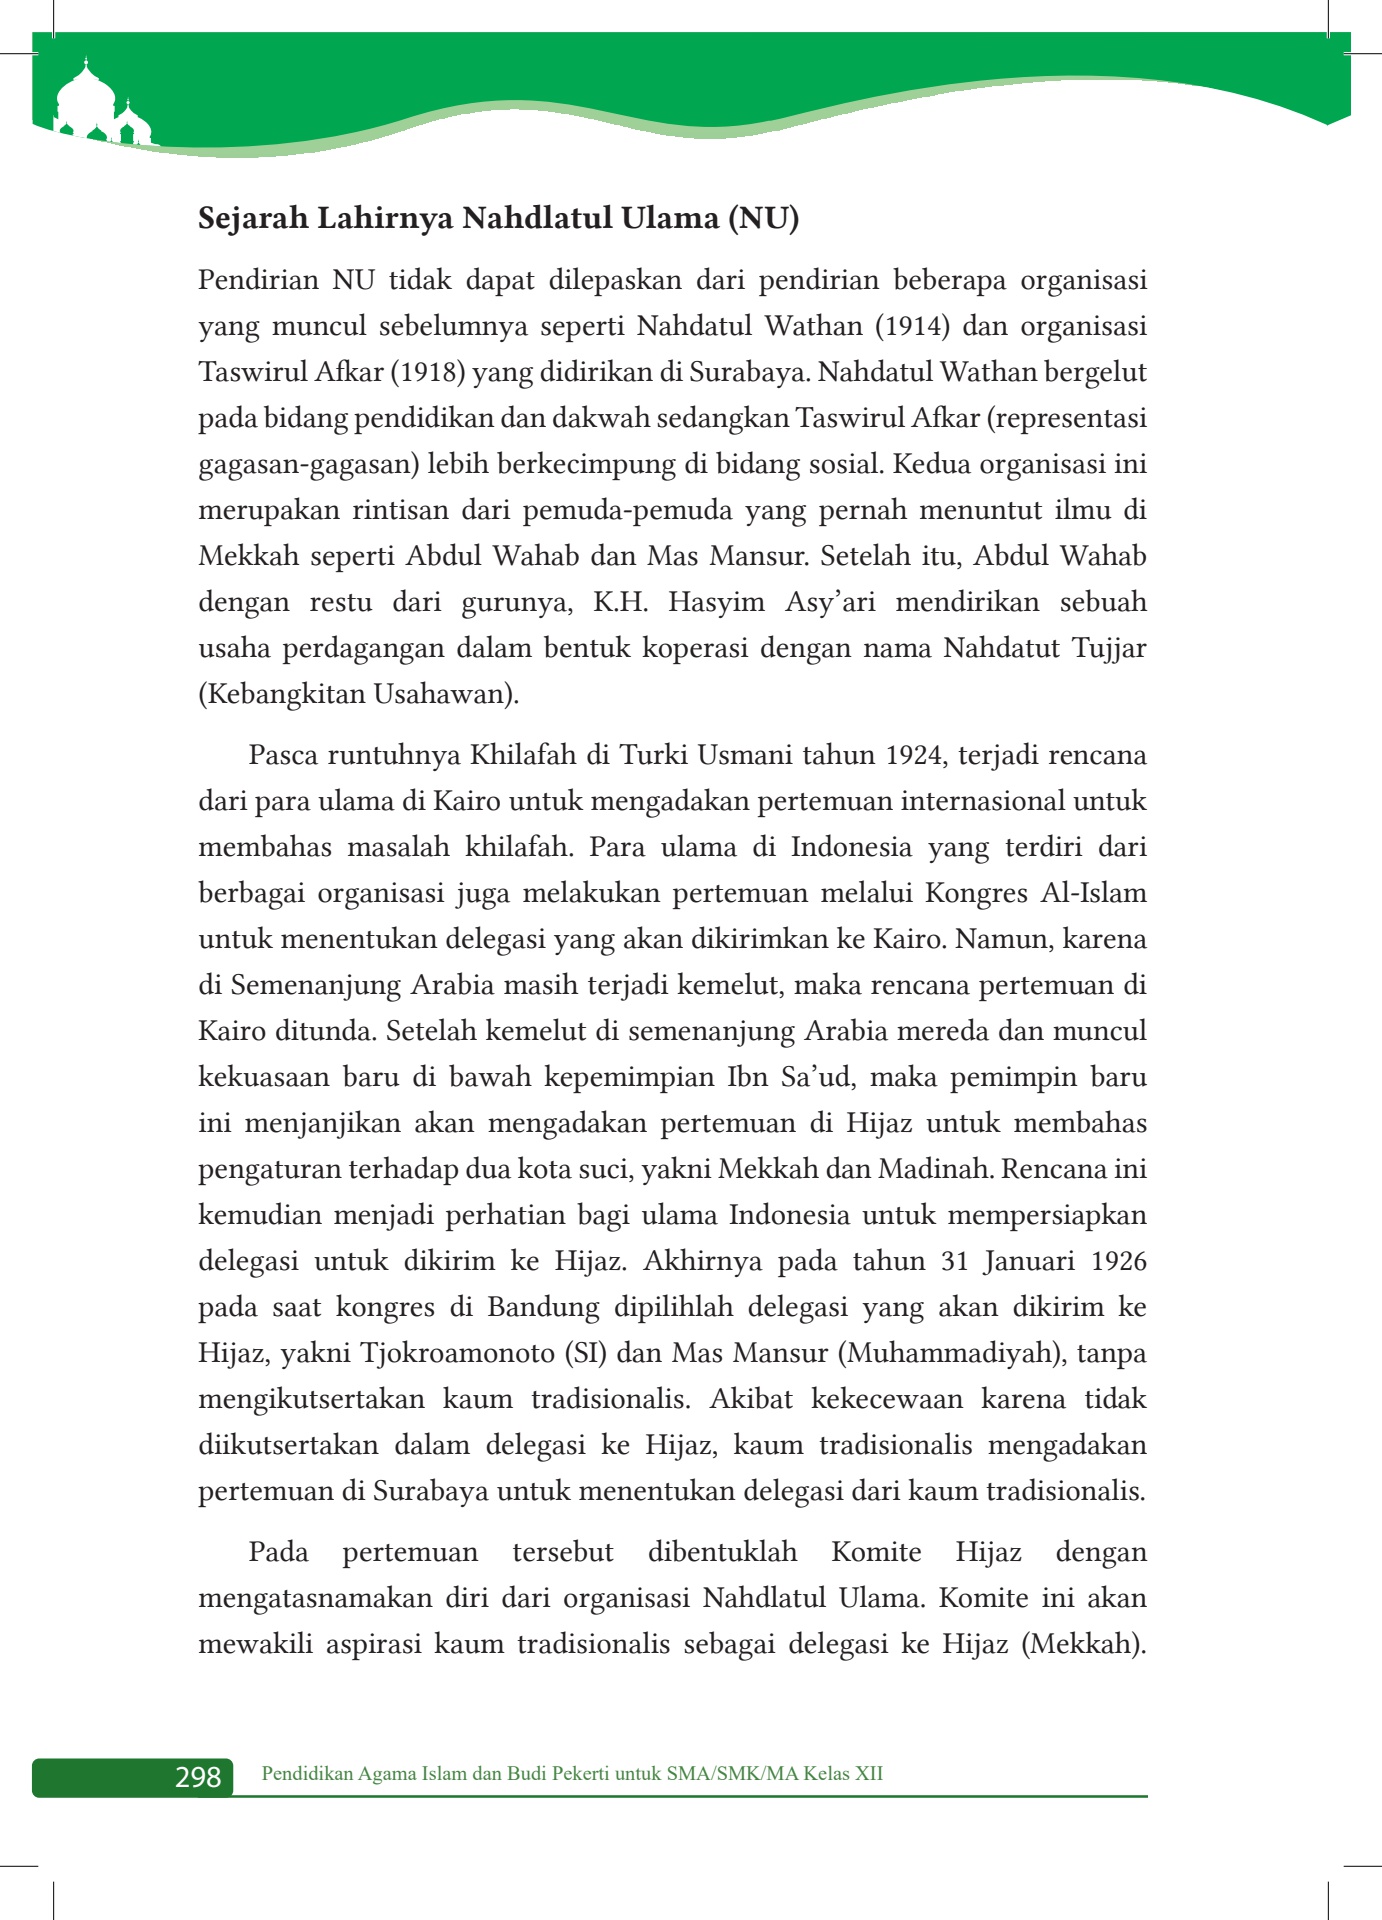 Sejarah Lahirnya Nahdlatul Ulama (NU)
Pendirian NU tidak dapat dilepaskan dari pendirian beberapa organisasi
yang muncul sebelumnya seperti Nahdatul Wathan (1914) dan organisasi
Taswirul Afkar (1918) yang didirikan di Surabaya. Nahdatul Wathan bergelut
pada bidang pendidikan dan dakwah sedangkan Taswirul Afkar (representasi
gagasan-gagasan) lebih berkecimpung di bidang sosial. Kedua organisasi ini
merupakan rintisan dari pemuda-pemuda yang pernah menuntut ilmu di
Mekkah seperti Abdul Wahab dan Mas Mansur. Setelah itu, Abdul Wahab
dengan restu dari gurunya, K.H. Hasyim Asy’ari mendirikan sebuah
usaha perdagangan dalam bentuk koperasi dengan nama Nahdatut Tujjar
(Kebangkitan Usahawan).
Pasca runtuhnya Khilafah di Turki Usmani tahun 1924, terjadi rencana
dari para ulama di Kairo untuk mengadakan pertemuan internasional untuk
membahas masalah khilafah. Para ulama di Indonesia yang terdiri dari
berbagai organisasi juga melakukan pertemuan melalui Kongres Al-Islam
untuk menentukan delegasi yang akan dikirimkan ke Kairo. Namun, karena
di Semenanjung Arabia masih terjadi kemelut, maka rencana pertemuan di
Kairo ditunda. Setelah kemelut di semenanjung Arabia mereda dan muncul
kekuasaan baru di bawah kepemimpian Ibn Sa’ud, maka pemimpin baru
ini menjanjikan akan mengadakan pertemuan di Hijaz untuk membahas
pengaturan terhadap dua kota suci, yakni Mekkah dan Madinah. Rencana ini
kemudian menjadi perhatian bagi ulama Indonesia untuk mempersiapkan
delegasi untuk dikirim ke Hijaz. Akhirnya pada tahun 31 Januari 1926
pada saat kongres di Bandung dipilihlah delegasi yang akan dikirim ke
Hijaz, yakni Tjokroamonoto (SI) dan Mas Mansur (Muhammadiyah), tanpa
mengikutsertakan kaum tradisionalis. Akibat kekecewaan karena tidak
diikutsertakan dalam delegasi ke Hijaz, kaum tradisionalis mengadakan
pertemuan di Surabaya untuk menentukan delegasi dari kaum tradisionalis.
Pada pertemuan tersebut dibentuklah Komite Hijaz dengan
mengatasnamakan diri dari organisasi Nahdlatul Ulama. Komite ini akan
mewakili aspirasi kaum tradisionalis sebagai delegasi ke Hijaz (Mekkah).
298 Pendidikan Agama Islam dan Budi Pekerti untuk SMA/SMK/MA Kelas XII